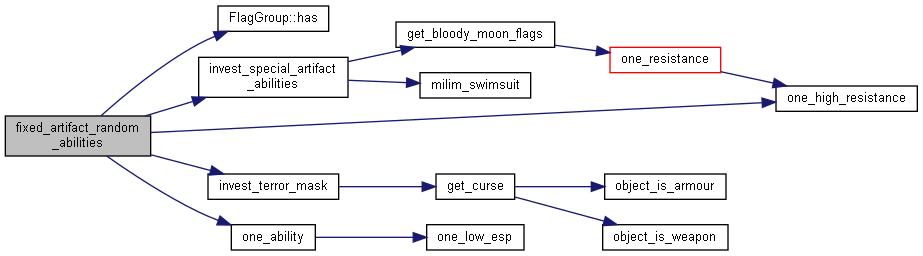 FlagGroup::has
get_bloody_moon_flags
one_resistance
invest_special_artifact
_abilities
milim_swimsuit
one_high_resistance
fixed_artifact_random
_abilities
invest_terror_mask
get_curse
object_is_armour
one_ability
one_low_esp
object_is_weapon